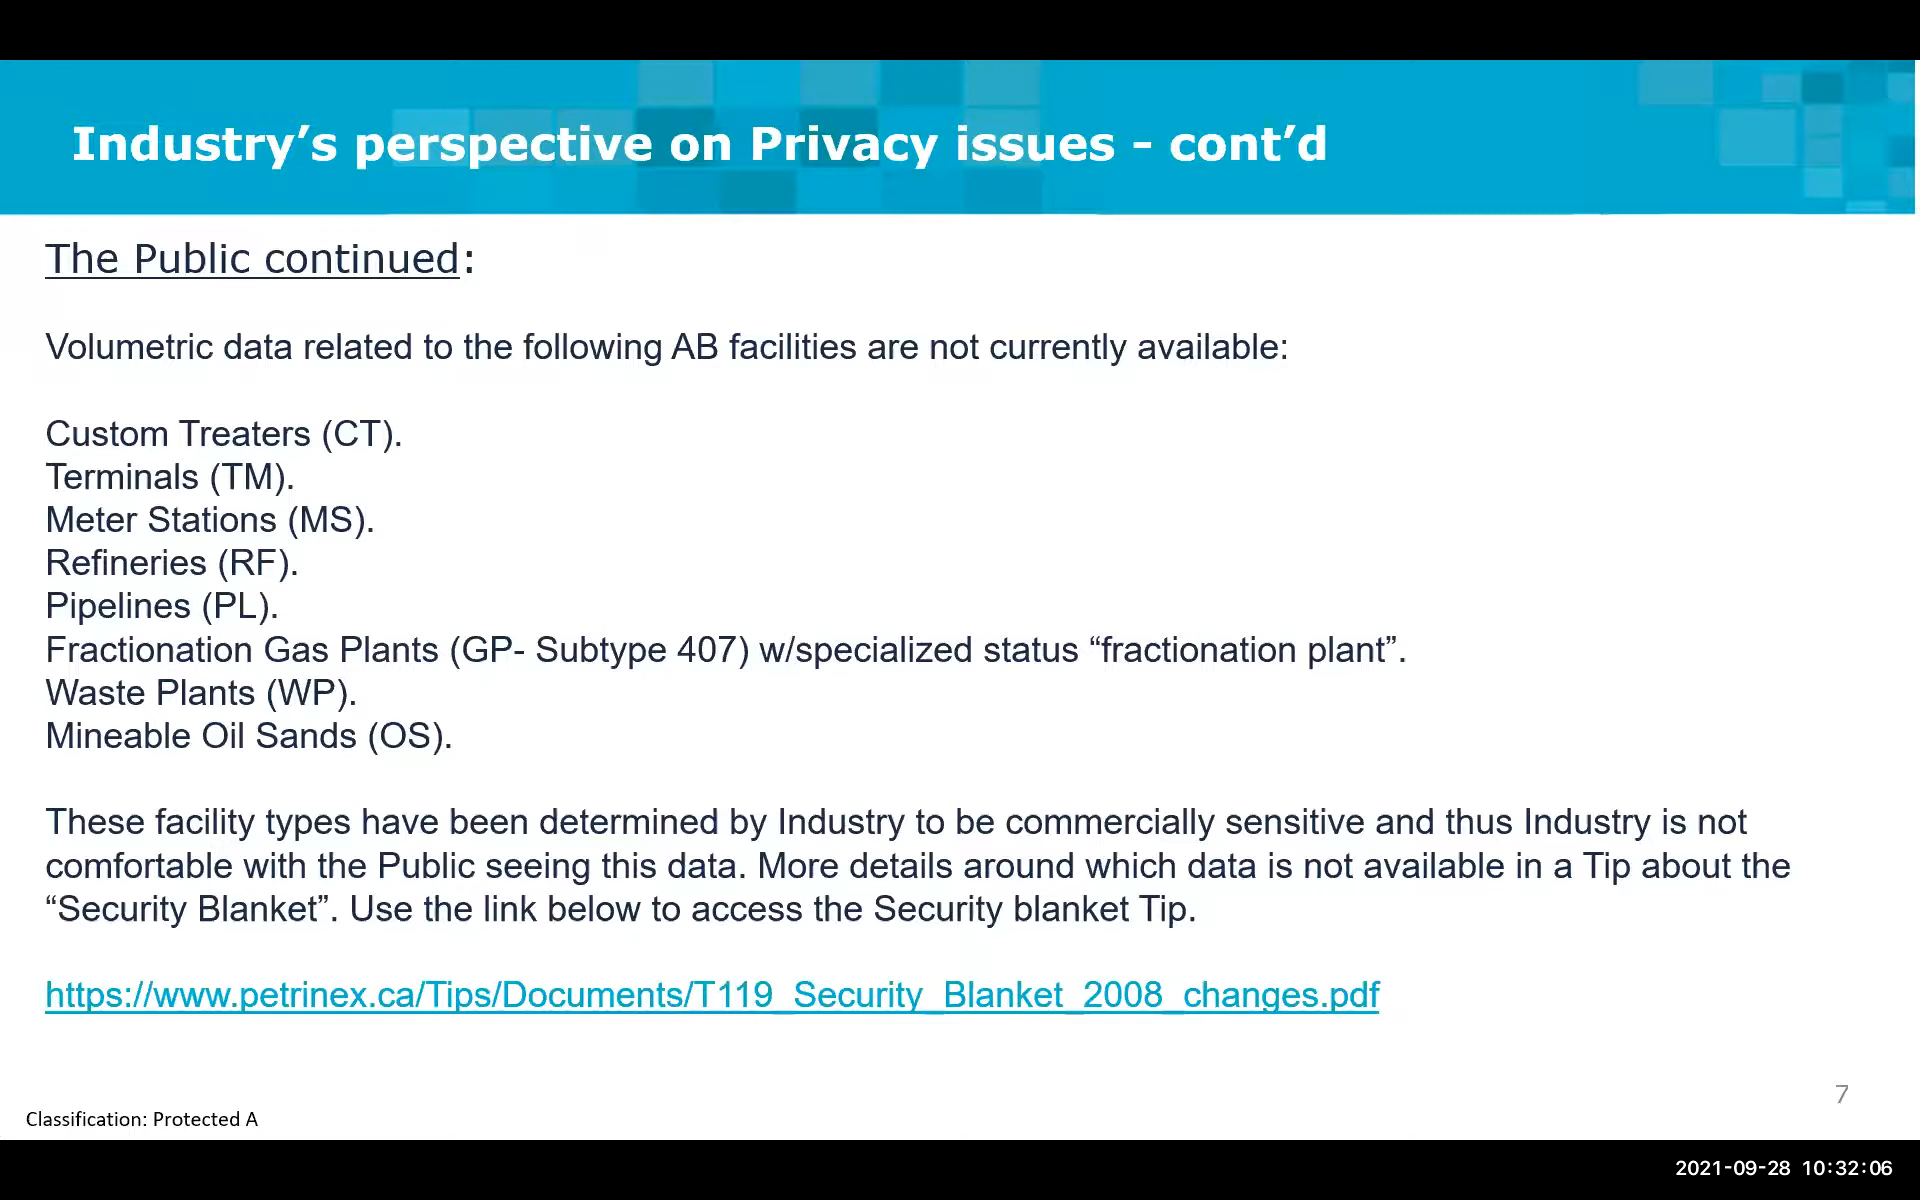 Industry’s perspective on Privacy issues - cont’d
The Public continued:
Volumetric data related to the following AB facilities are not currently available:
Custom Treaters (CT).
Terminals (TM).
Meter Stations (MS).
Refineries (RF).
Pipelines (PL).
Fractionation Gas Plants (GP- Subtype 407) w/specialized status “fractionation plant”.
Waste Plants (WP).
Mineable Oil Sands (OS).
These facility types have been determined by Industry to be commercially sensitive and thus Industry is not
comfortable with the Public seeing this data. More details around which data is not available in a Tip about the
“Security Blanket”. Use the link below to access the Security blanket Tip.
https://www.petrinex.ca/Tips/Documents/T119_Security_Blanket_2008_changes.pdf
7
Classification: Protected A
2021-09-28 10:32:06